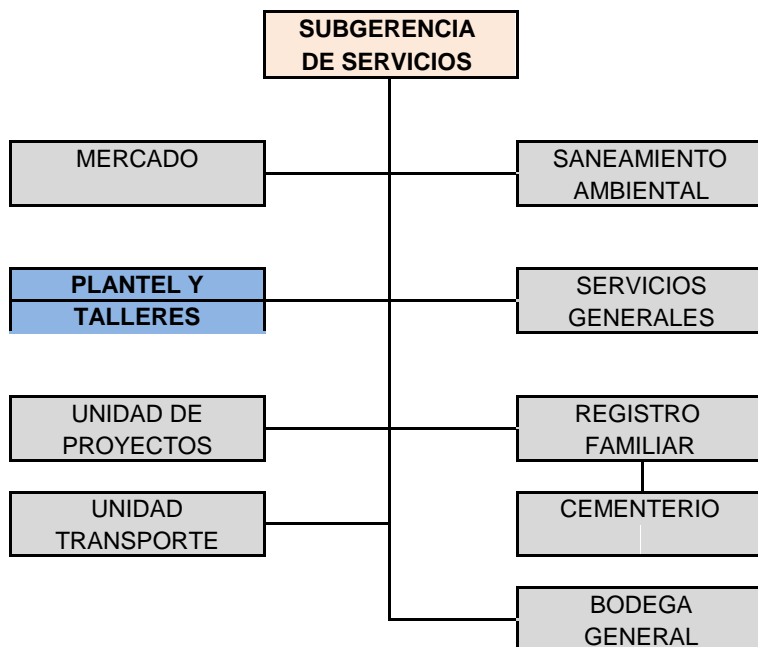 SUBGERENCIA
DE SERVICIOS
MERCADO
SANEAMIENTO
AMBIENTAL
PLANTEL Y
TALLERES
SERVICIOS
GENERALES
UNIDAD DE
PROYECTOS
REGISTRO
FAMILIAR
UNIDAD
TRANSPORTE
CEMENTERIO
BODEGA
GENERAL